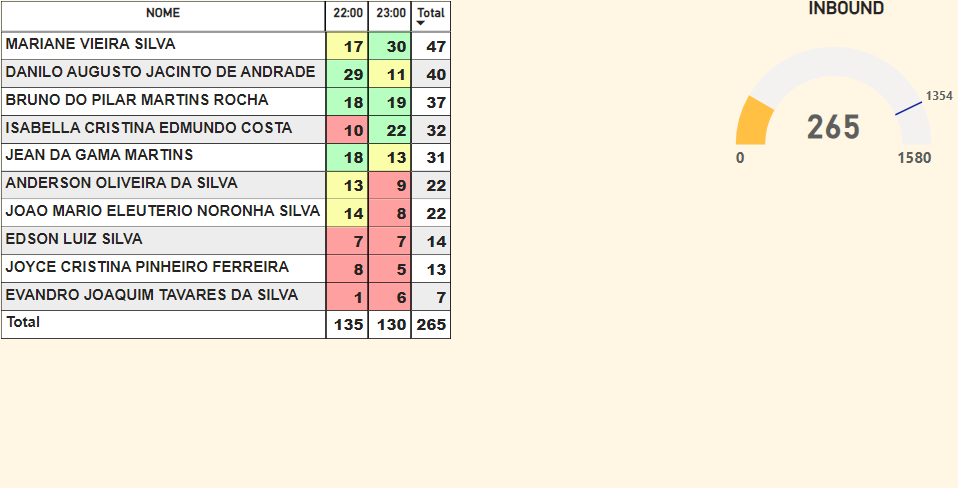 NOME 22:00 23:00 Total
MARIANE VIEIRA SILVA 17 30 47
DANILO AUGUSTO JACINTO DE ANDRADE 29 11 40
BRUNO DO PILAR MARTINS ROCHA 18 19 37
ISABELLA CRISTINA EDMUNDO COSTA 10 22 32
JEAN DA GAMA MARTINS 18 13 31
ANDERSON OLIVEIRA DA SILVA 13 9 22
JOAO MARIO ELEUTERIO NORONHA SILVA 14 8 22
EDSON LUIZ SILVA 7 7 14
JOYCE CRISTINA PINHEIRO FERREIRA 8 5 13
EVANDRO JOAQUIM TAVARES DA SILVA 1 6 7
Total 135 130 265
INBOUND
1354
265
0 1580